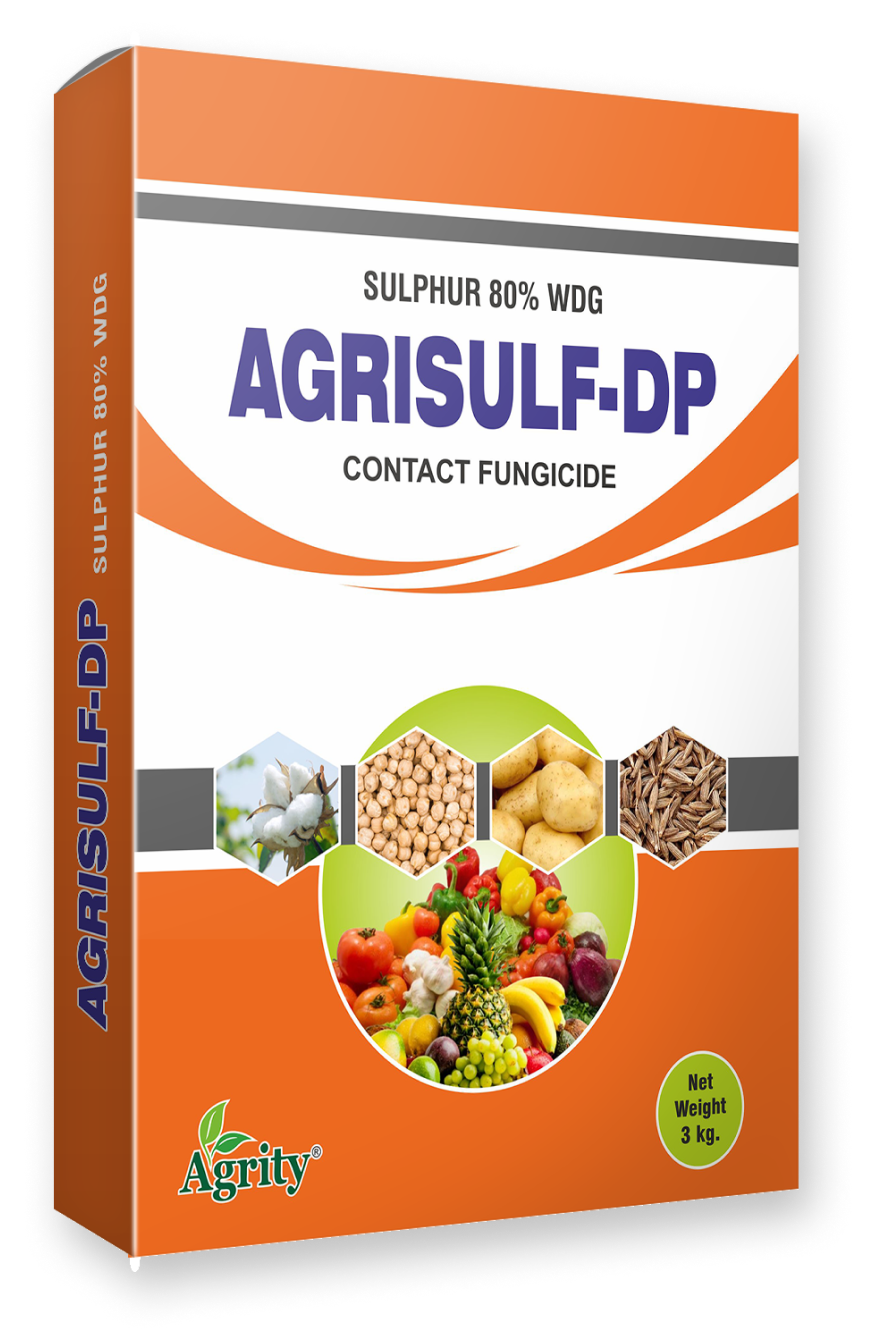 SULPHUR 80% WDG
AGRISULF-DP
CONTACT FUNGICIDE
AGRISULF-DP SULPHUR 80% WDG
Net
Weight
3 kg.
Agrity®